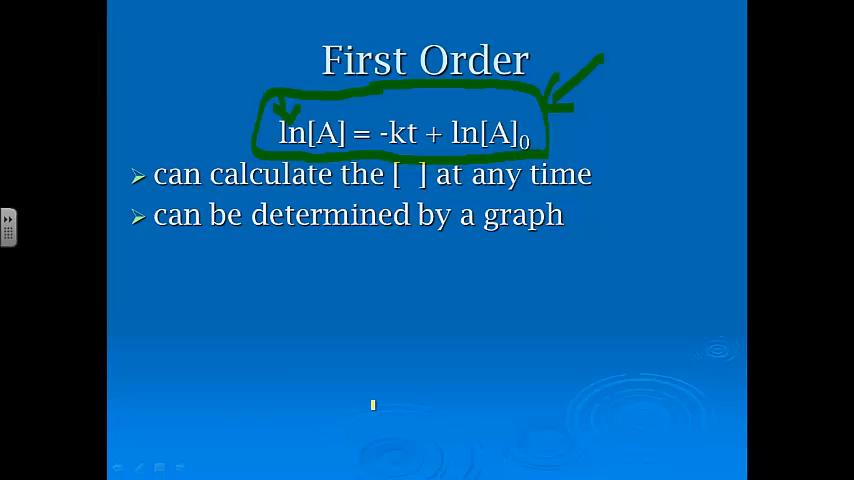 First Order
ln[A] = -kt + ln[A]₀
can calculate the [ ] at any time
can be determined by a graph